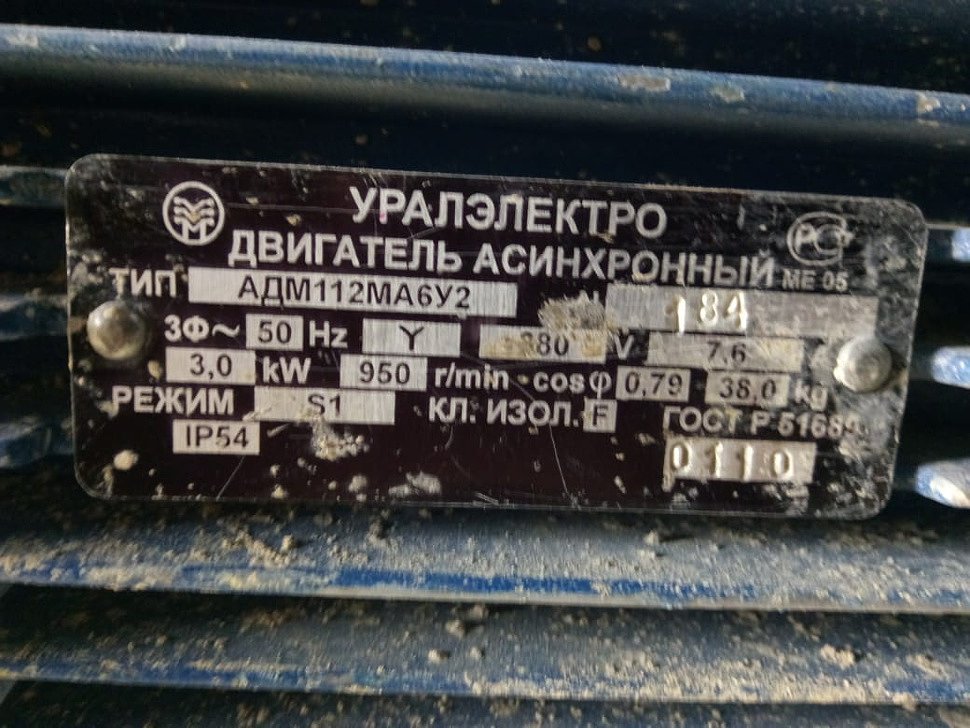 УРАЛЭЛЕКТРО
ДВИГАТЕЛЬ АСИНХРОННЫЙ
РС МЕ 05
ТИП АДМ112МА6У2 184
3Ф~ 50 Hz Y 380 V 7,6
3,0 kW 950 r/min cosφ 0,79 38,0 kg
РЕЖИМ S1 КЛ. ИЗОЛ. F ГОСТ Р
IP54 0110